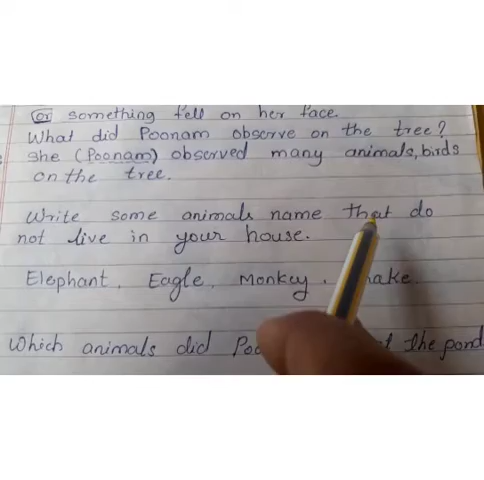 or something fell on her face.
What did Poonam observe on the tree?
She (Poonam) observed many animals, birds
on the tree.
Write some animals name that do
not live in your house.
Elephant, Eagle, Monkey,
Which animals did the pond